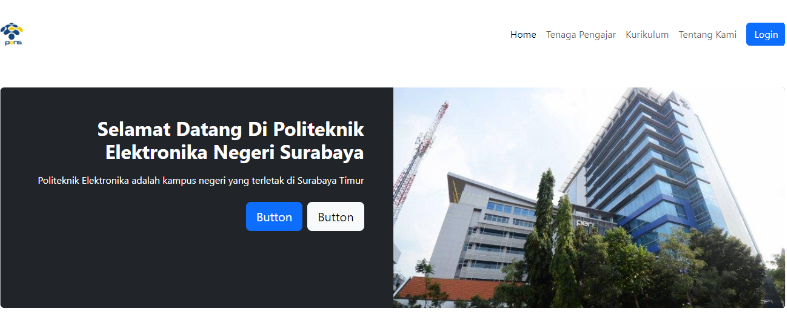 pens
Home Tenaga Pengajar Kurikulum Tentang Kami Login
Selamat Datang Di Politeknik
Elektronika Negeri Surabaya
Politeknik Elektronika adalah kampus negeri yang terletak di Surabaya Timur
Button Button
pens